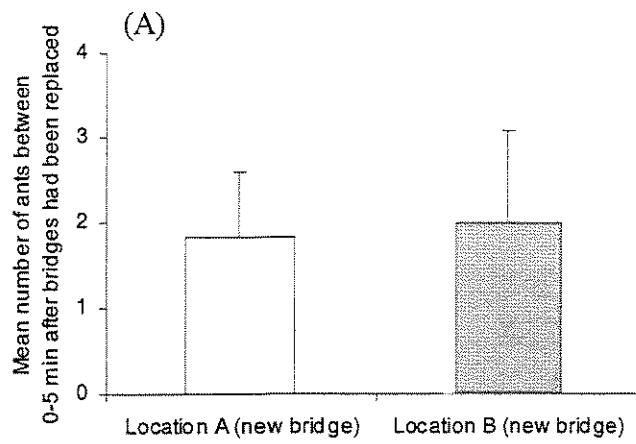 (A)
Mean number of ants between
0-5 min after bridges had been replaced
4
3
2
1
0
Location A (new bridge)
Location B (new bridge)